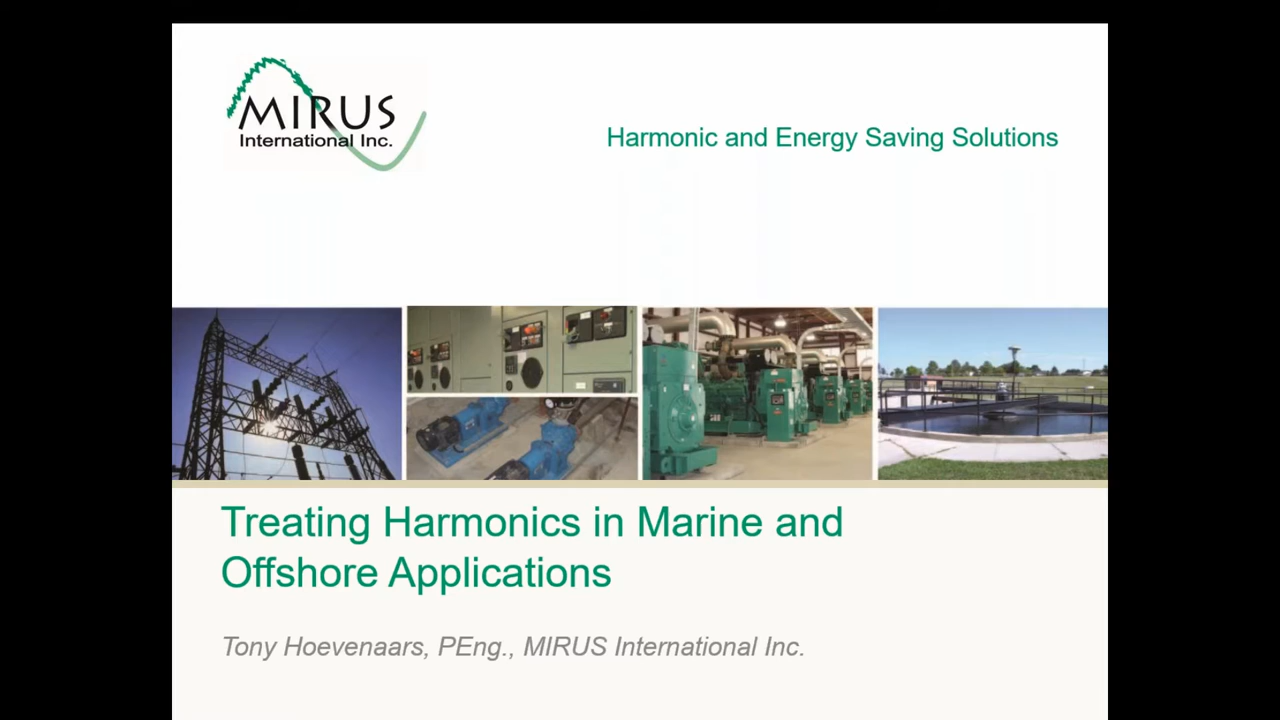 MIRUS
International Inc.
Harmonic and Energy Saving Solutions
Treating Harmonics in Marine and
Offshore Applications
Tony Hoevenaars, PEng., MIRUS International Inc.